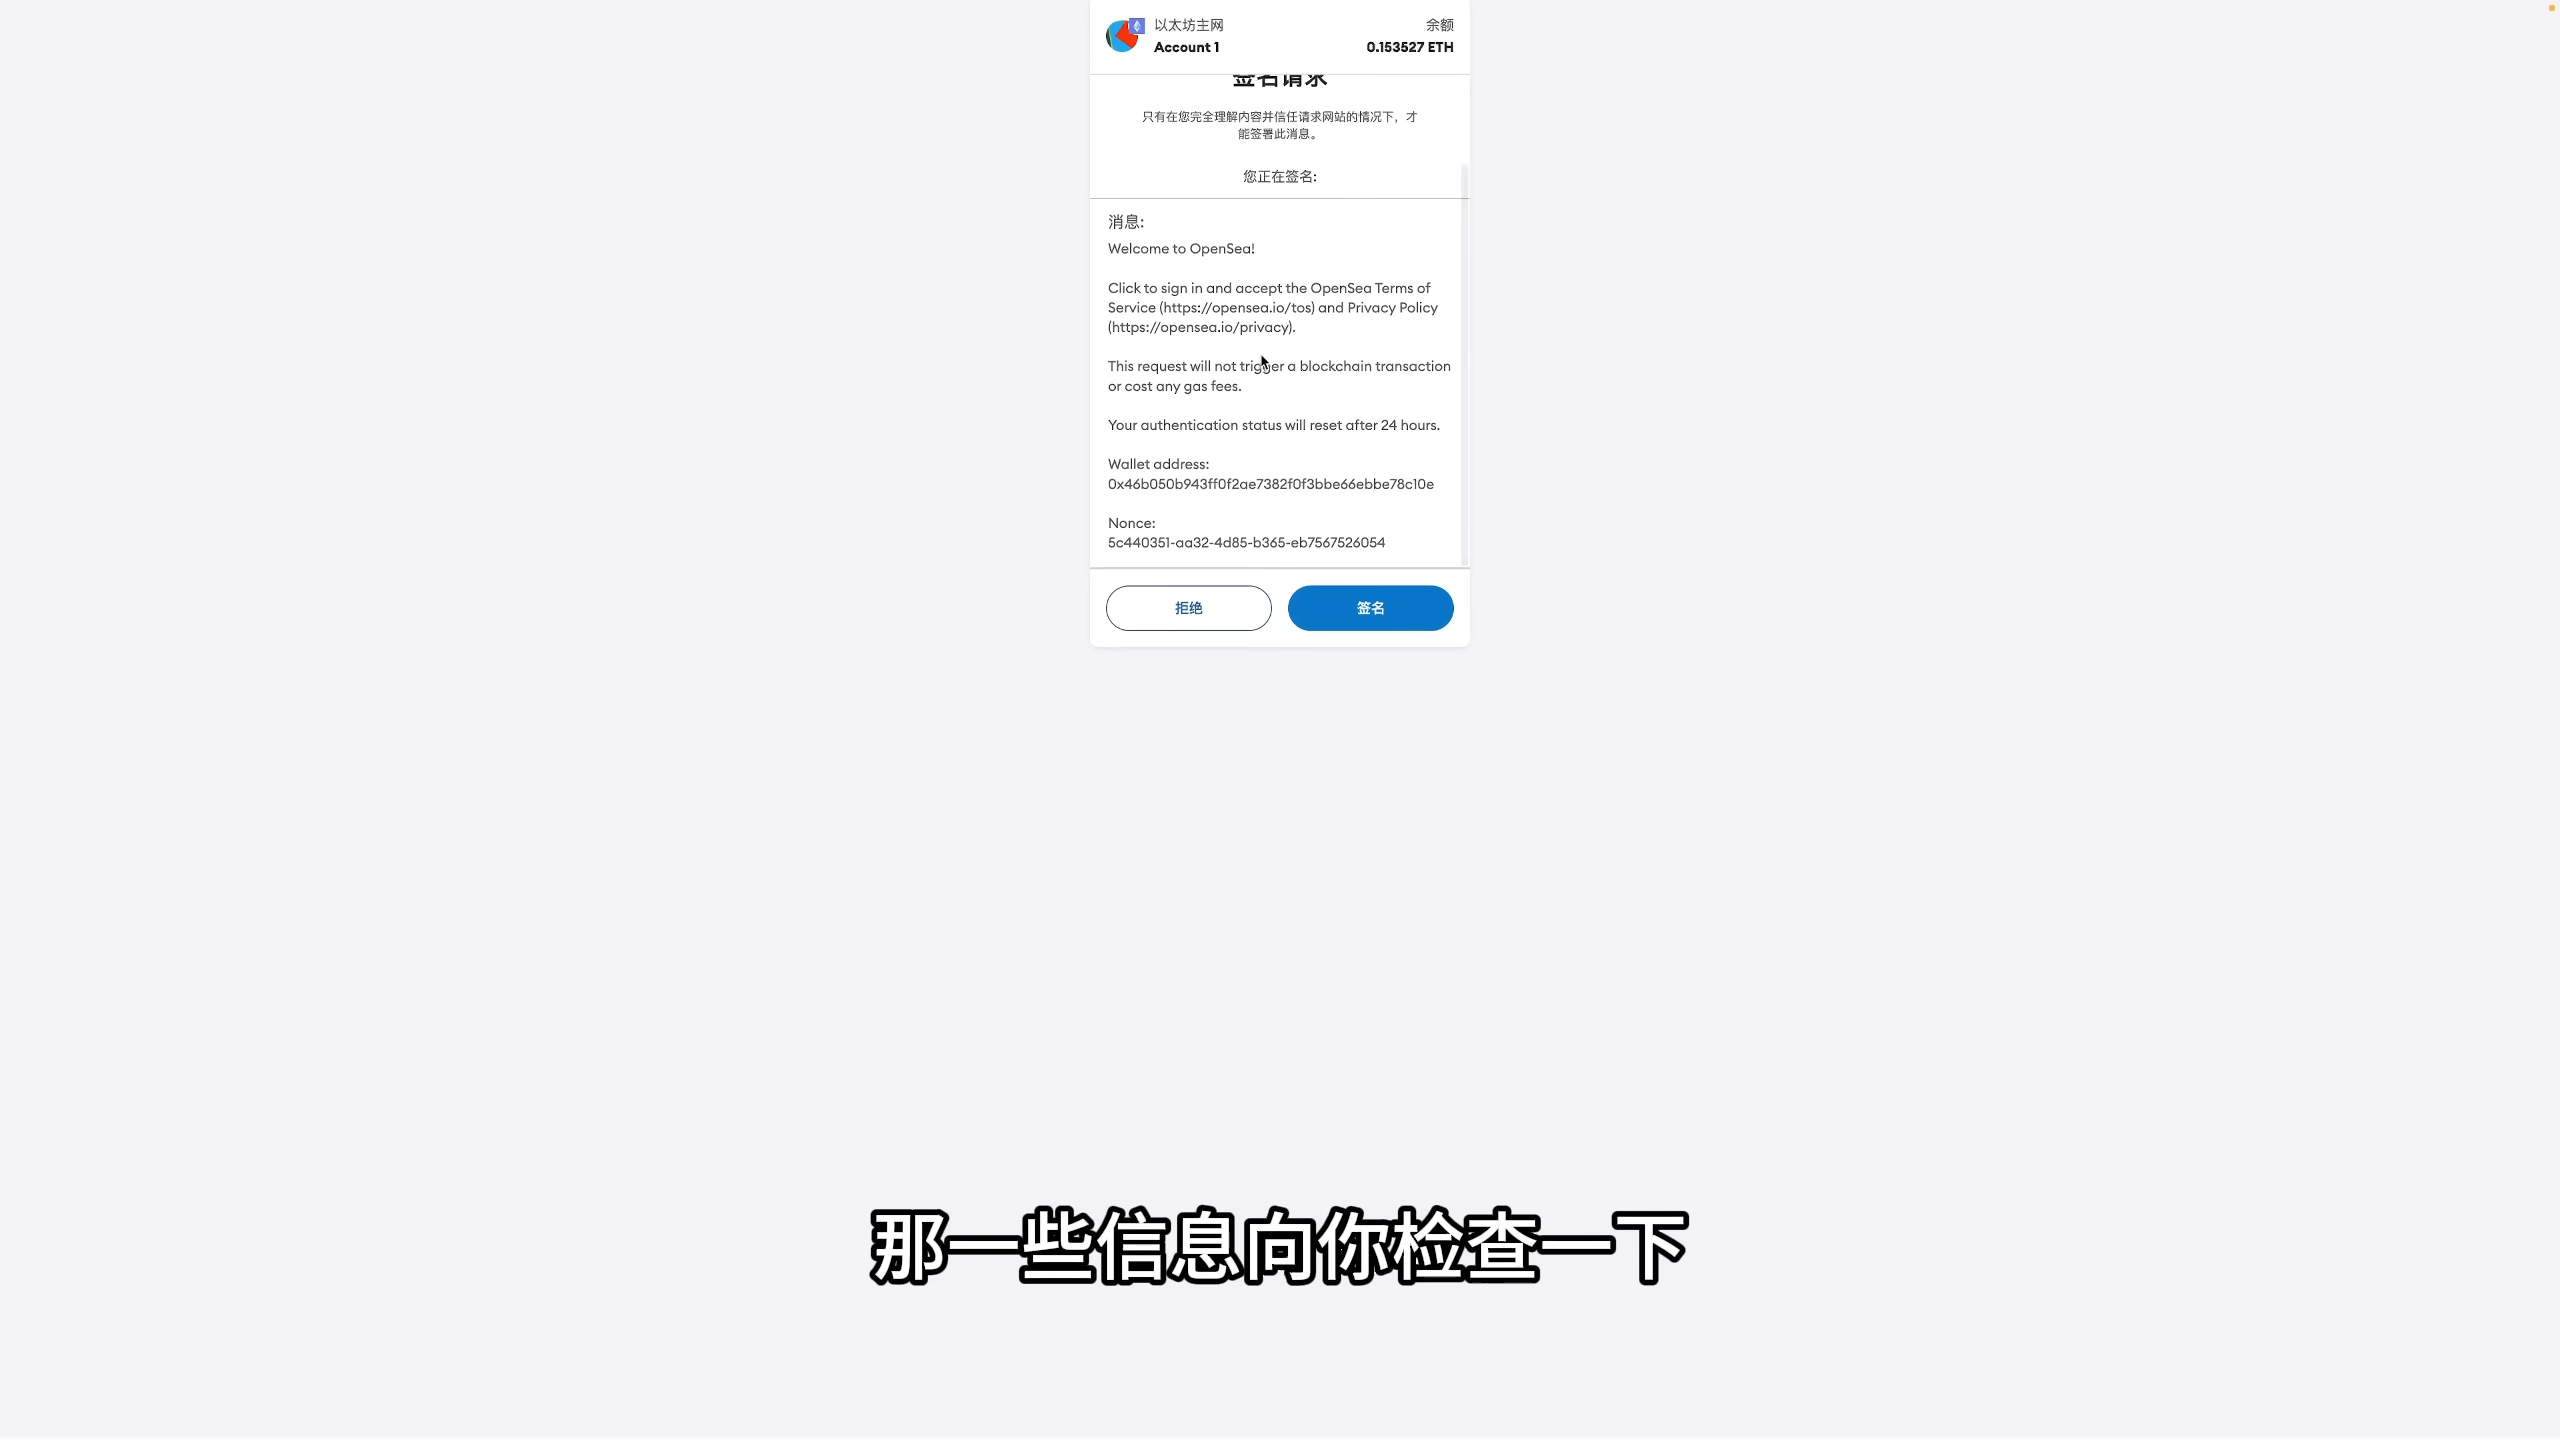 以太坊主网
余额
Account 1
0.153527 ETH
签名请求
只有在您完全理解内容并信任请求网站的情况下，才
能签署此消息。
您正在签名:
消息:
Welcome to OpenSea!
Click to sign in and accept the OpenSea Terms of
Service (https://opensea.io/tos) and Privacy Policy
(https://opensea.io/privacy).
This request will not trigger a blockchain transaction
or cost any gas fees.
Your authentication status will reset after 24 hours.
Wallet address:
0x46b050b943ff0f2ae7382f0f3bbe66ebbe78c10e
Nonce:
5c440351-aa32-4d85-b365-eb7567526054
拒绝
签名
那一些信息向你检查一下